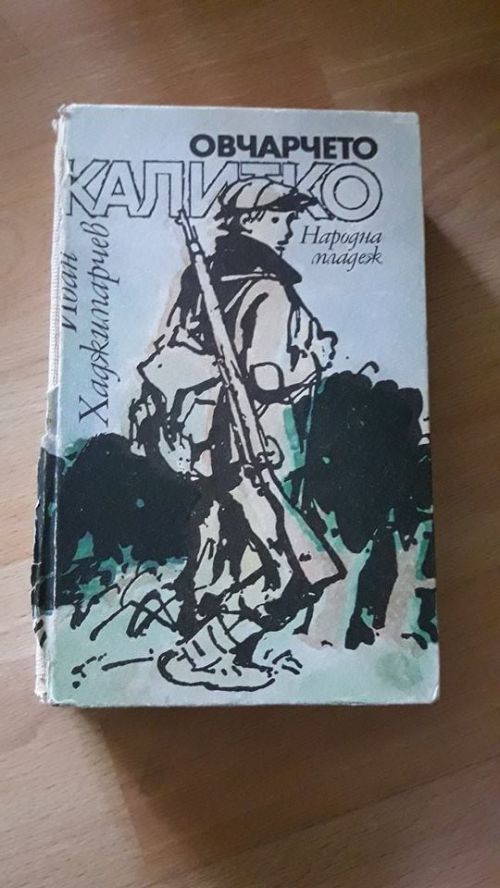 ОВЧАРЧЕТО
КАЛИТКО
Народна
младеж
Иван
Хаджимарчев